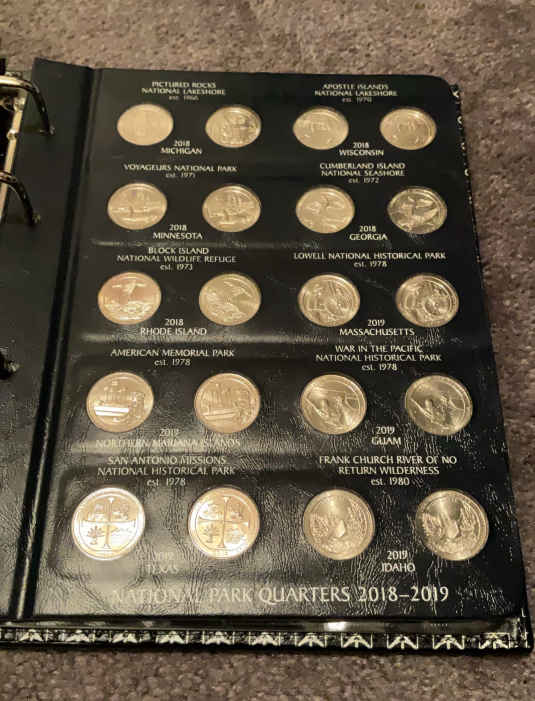 PICTURED ROCKS
NATIONAL LAKESHORE
est. 1966
2018
MICHIGAN
APOSTLE ISLANDS
NATIONAL LAKESHORE
est. 1970
2018
WISCONSIN
VOYAGEURS NATIONAL PARK
est. 1971
2018
MINNESOTA
CUMBERLAND ISLAND
NATIONAL SEASHORE
est. 1972
2018
GEORGIA
BLOCK ISLAND
NATIONAL WILDLIFE REFUGE
est. 1973
2018
RHODE ISLAND
LOWELL NATIONAL HISTORICAL PARK
est. 1978
2019
MASSACHUSETTS
AMERICAN MEMORIAL PARK
est. 1978
2019
NORTHERN MARIANA ISLANDS
WAR IN THE PACIFIC
NATIONAL HISTORICAL PARK
est. 1978
2019
GUAM
SAN ANTONIO MISSIONS
NATIONAL HISTORICAL PARK
est. 1978
2019
TEXAS
FRANK CHURCH RIVER OF NO
RETURN WILDERNESS
est. 1980
2019
IDAHO
NATIONAL PARK QUARTERS 2018–2019